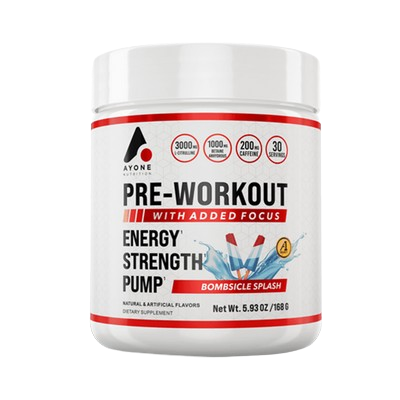 AYONE
NUTRITION
3000MG
L-CITRULLINE
1000MG
BETAINE
ANHYDROUS
200MG
CAFFEINE
30
SERVINGS
PRE-WORKOUT
WITH ADDED FOCUS
ENERGY
STRENGTH
PUMP
BOMBSICLE SPLASH
NATURAL & ARTIFICIAL FLAVORS
DIETARY SUPPLEMENT
Net Wt. 5.93 OZ/168 G